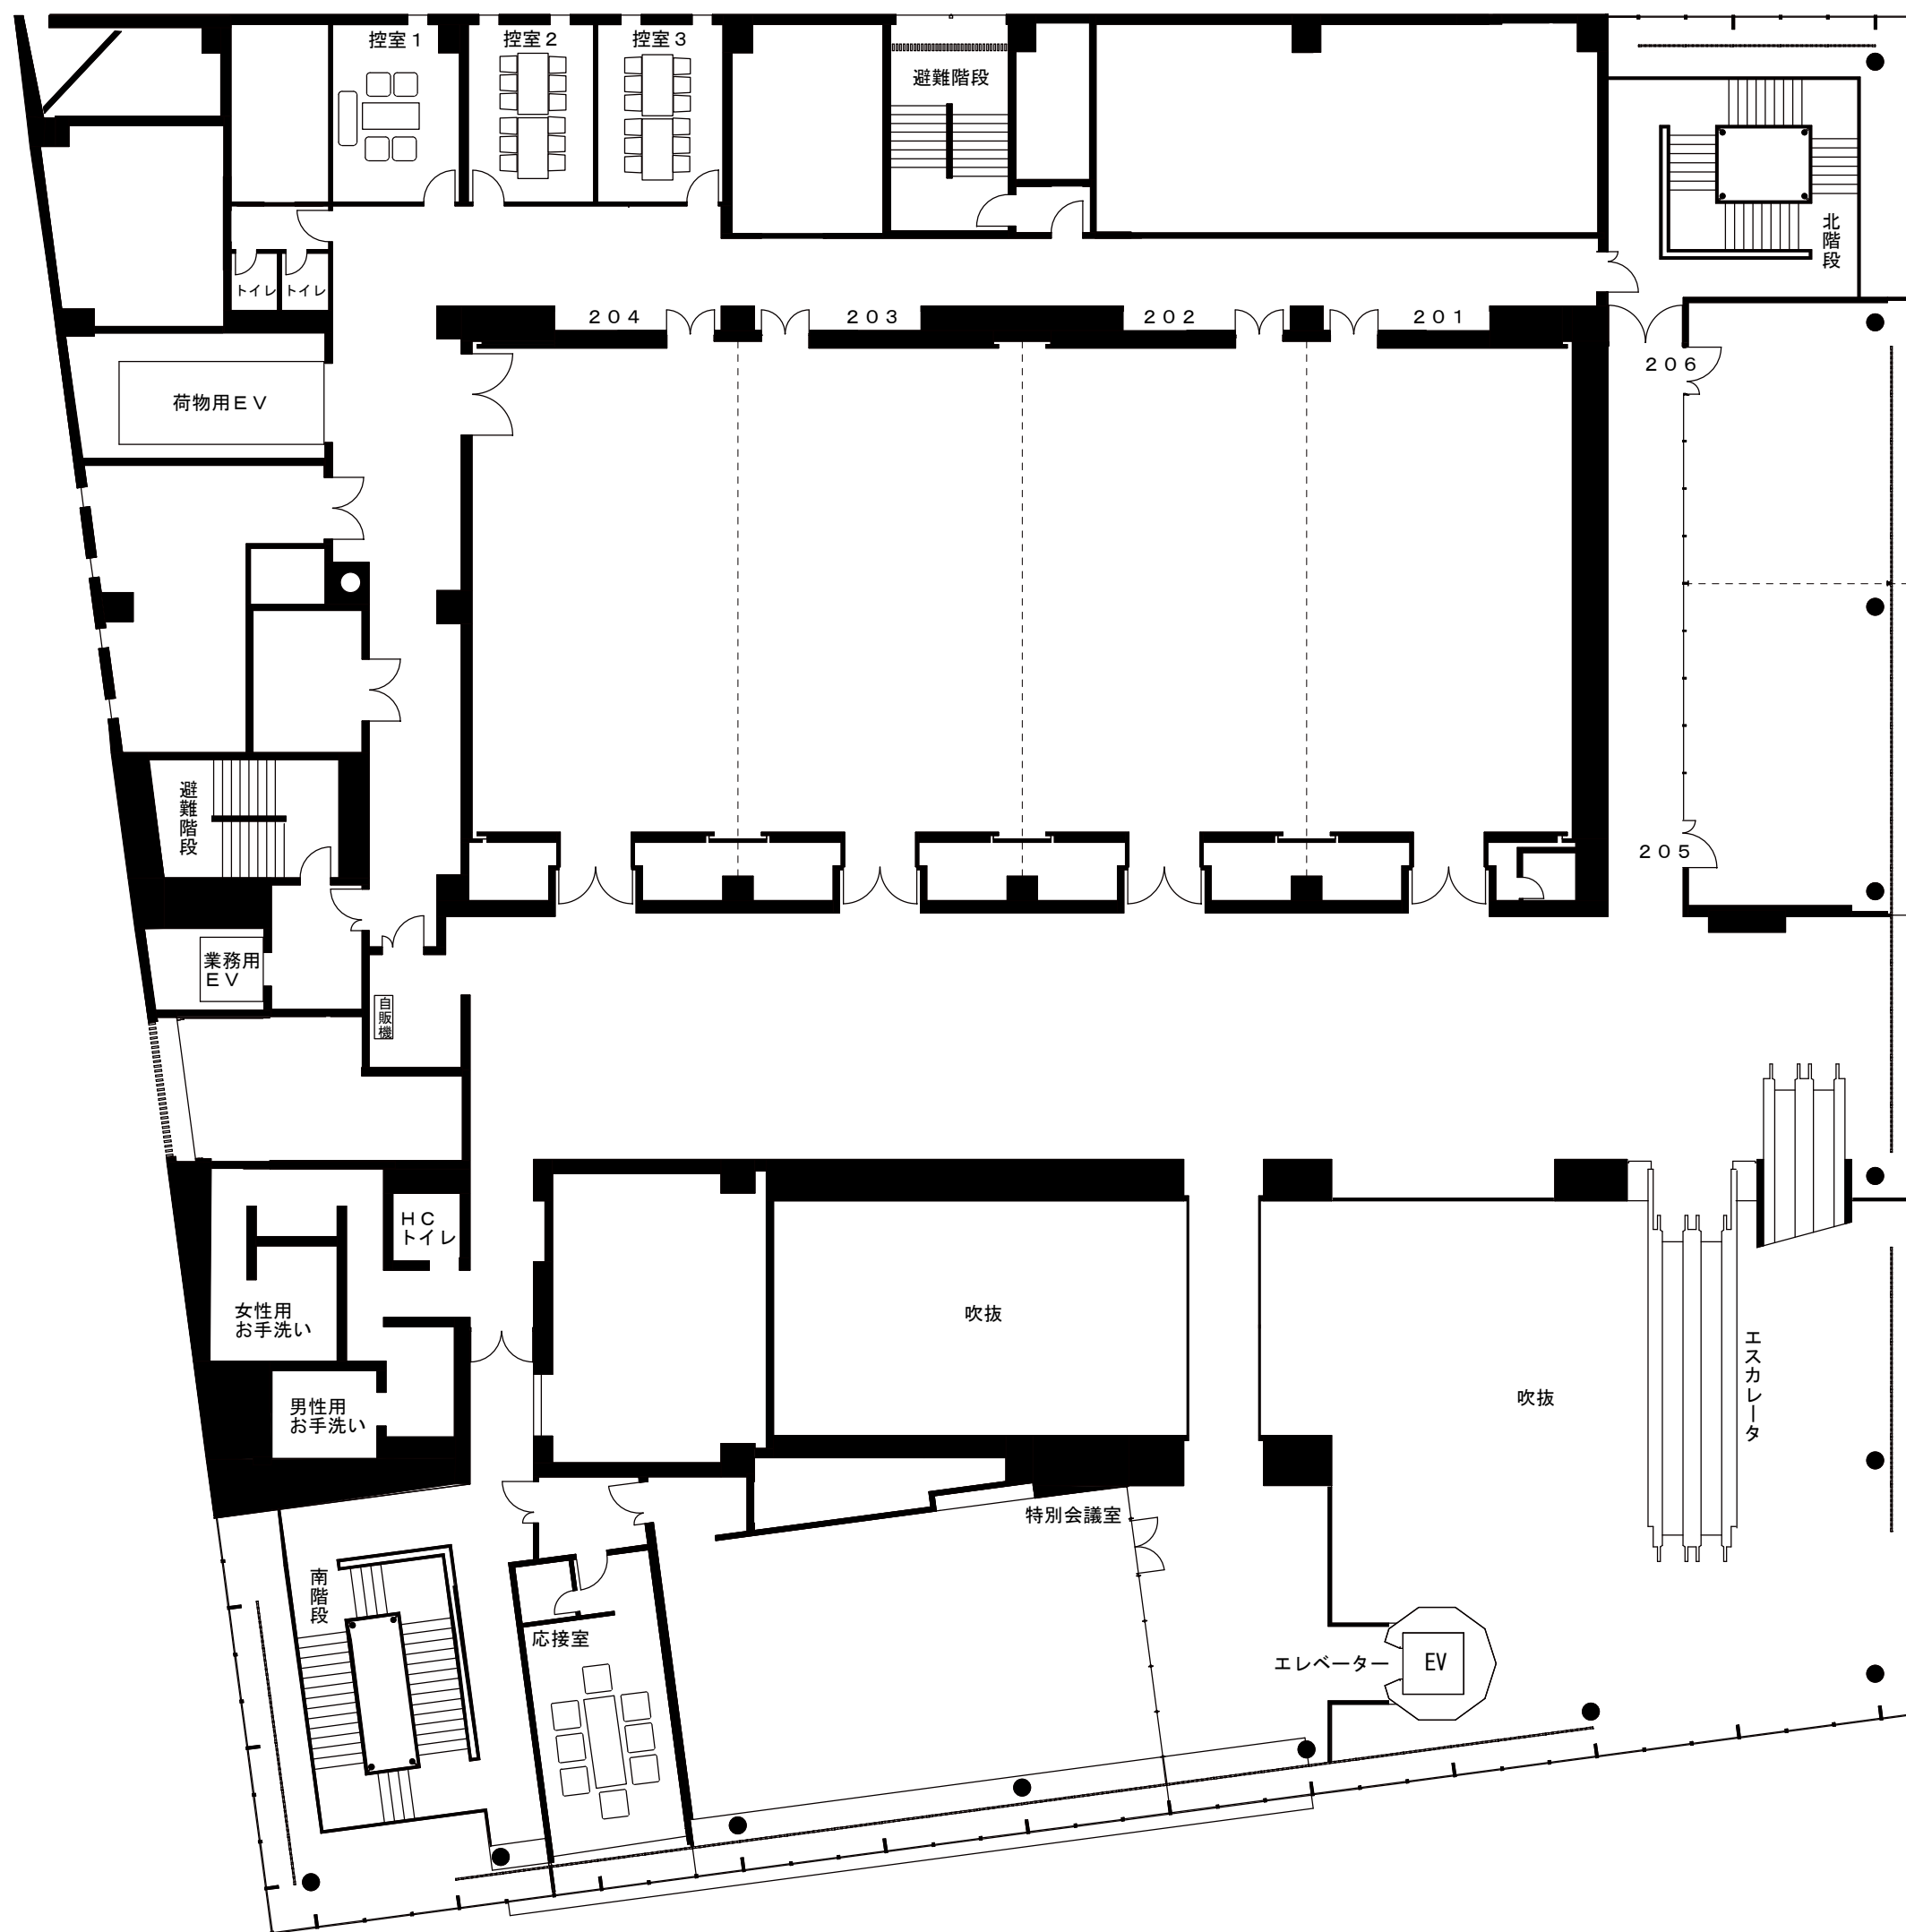 控室１
控室２
控室３
避難階段
北階段
トイレ
トイレ
２０４
２０３
２０２
２０１
２０６
荷物用ＥＶ
避難階段
２０５
業務用
ＥＶ
自販機
ＨＣ
トイレ
女性用
お手洗い
吹抜
エスカレータ
男性用
お手洗い
吹抜
特別会議室
南階段
応接室
エレベーター
EV